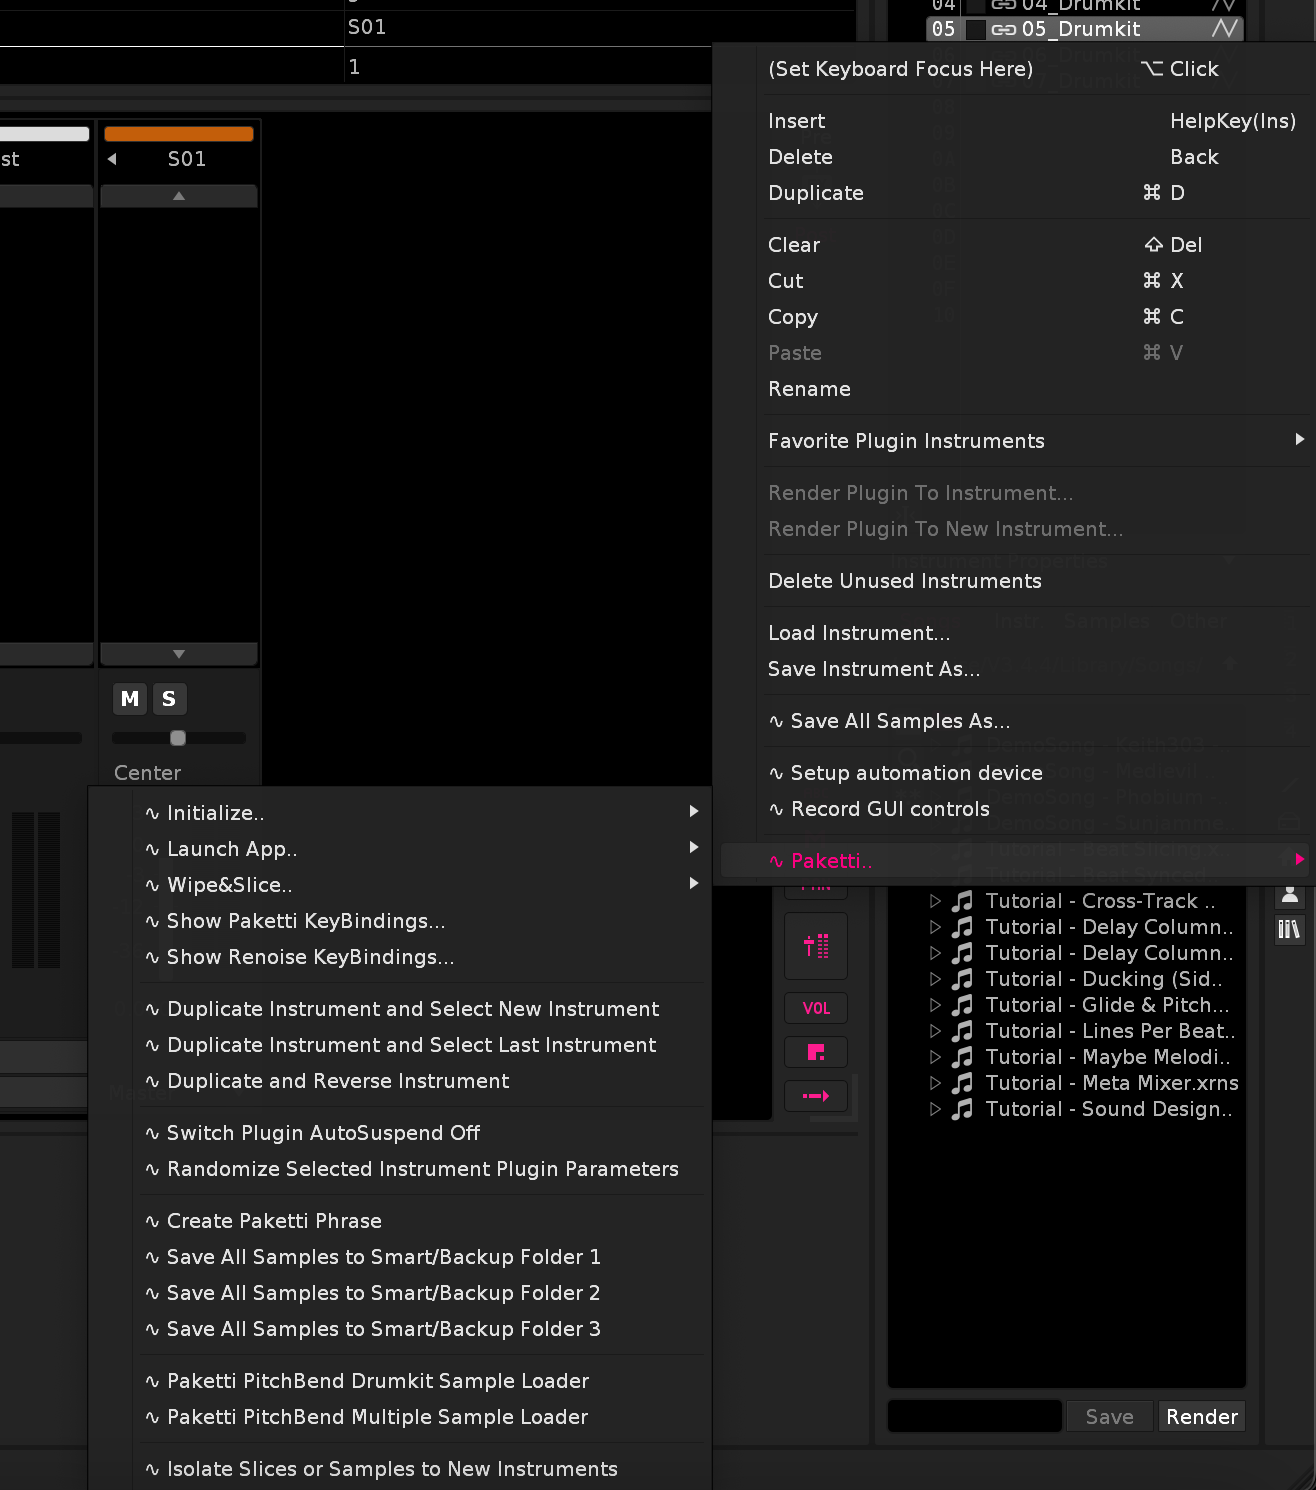 04 04_Drumkit
S01
05 05_Drumkit
1
(Set Keyboard Focus Here) ⌥ Click
Insert HelpKey(Ins)
Delete Back
Duplicate ⌘ D
Clear ⇧ Del
Cut ⌘ X
Copy ⌘ C
Paste ⌘ V
Rename
Favorite Plugin Instruments
Render Plugin To Instrument...
Render Plugin To New Instrument...
Delete Unused Instruments
Load Instrument...
Save Instrument As...
∿ Save All Samples As...
∿ Setup automation device
∿ Record GUI controls
∿ Paketti..
st
S01
M S
Center
∿ Initialize..
∿ Launch App..
∿ Wipe&Slice..
∿ Show Paketti KeyBindings...
∿ Show Renoise KeyBindings...
∿ Duplicate Instrument and Select New Instrument
∿ Duplicate Instrument and Select Last Instrument
∿ Duplicate and Reverse Instrument
∿ Switch Plugin AutoSuspend Off
∿ Randomize Selected Instrument Plugin Parameters
∿ Create Paketti Phrase
∿ Save All Samples to Smart/Backup Folder 1
∿ Save All Samples to Smart/Backup Folder 2
∿ Save All Samples to Smart/Backup Folder 3
∿ Paketti PitchBend Drumkit Sample Loader
∿ Paketti PitchBend Multiple Sample Loader
∿ Isolate Slices or Samples to New Instruments
VOL
Tutorial - Cross-Track ..
Tutorial - Delay Column..
Tutorial - Delay Column..
Tutorial - Ducking (Sid..
Tutorial - Glide & Pitch...
Tutorial - Lines Per Beat..
Tutorial - Maybe Melodi..
Tutorial - Meta Mixer.xrns
Tutorial - Sound Design..
Save Render